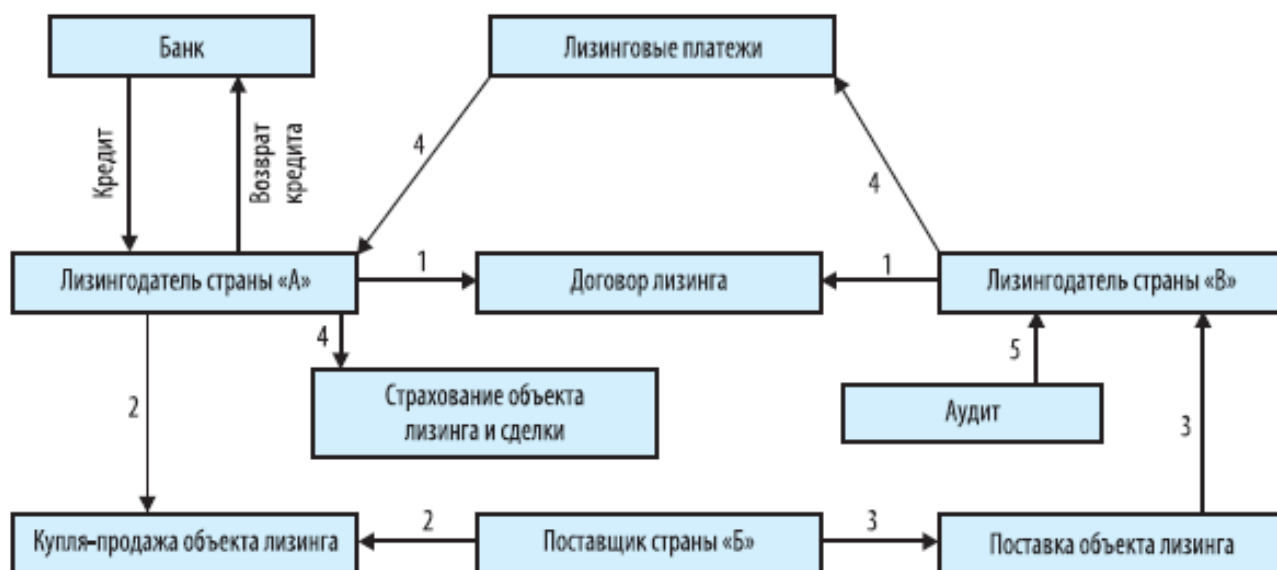 Банк
Лизинговые платежи
Кредит
Возврат
кредита
4
4
Лизингодатель страны «А»
1
Договор лизинга
1
Лизингодатель страны «В»
4
5
Страхование объекта
лизинга и сделки
Аудит
2
3
Купля-продажа объекта лизинга
2
Поставщик страны «Б»
3
Поставка объекта лизинга